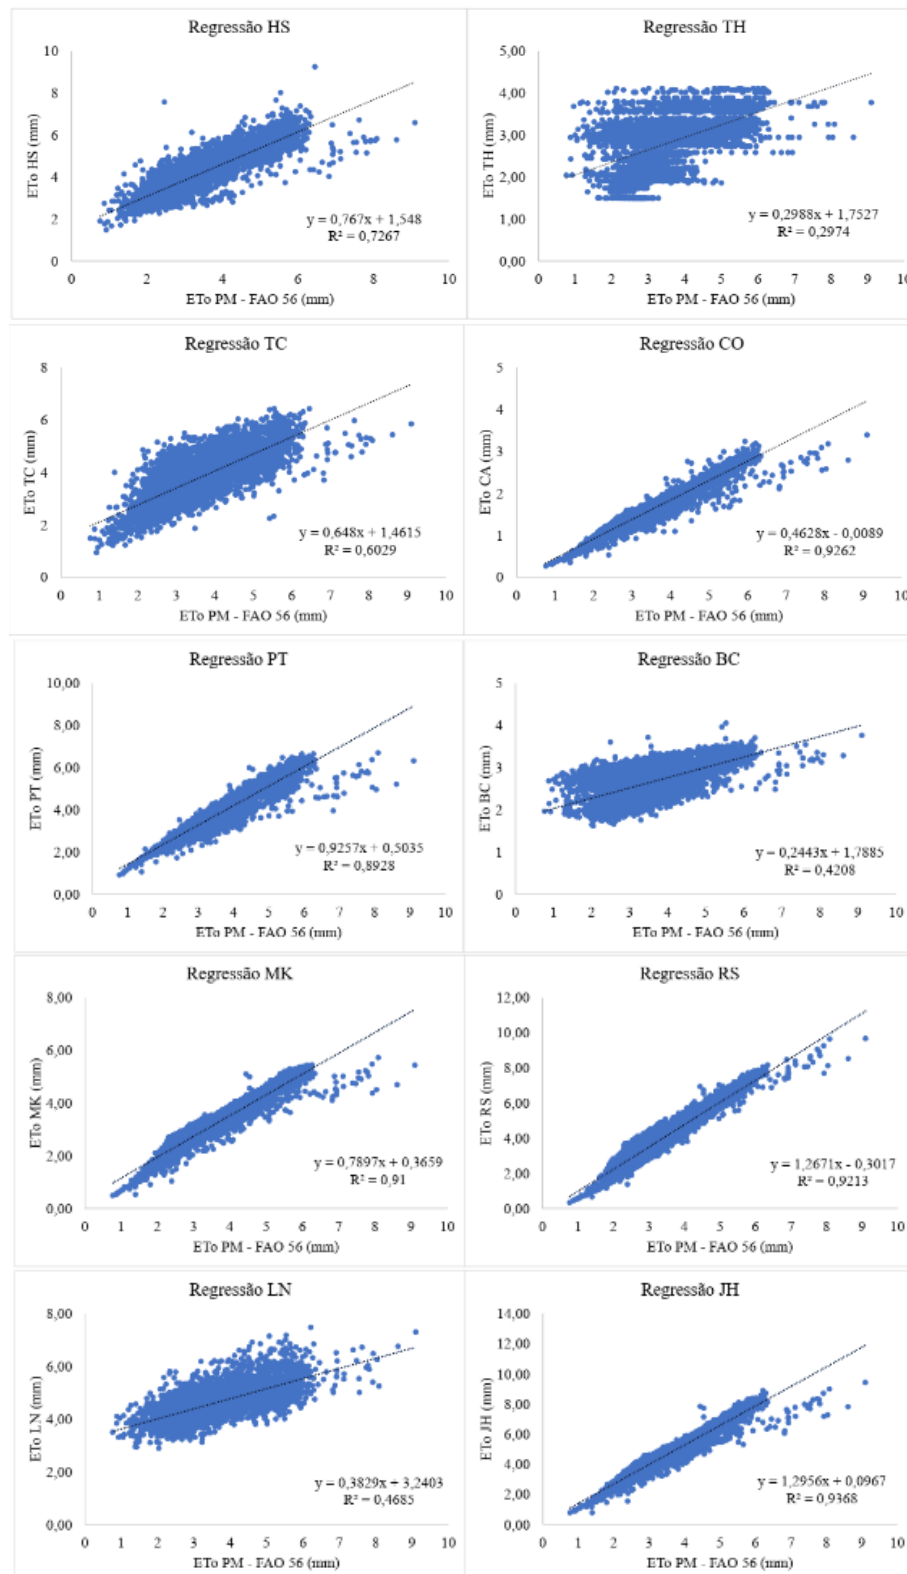 Regressão HS
10
8
6
4
2
0
ETo HS (mm)
y = 0,767x + 1,548
R² = 0,7267
0 2 4 6 8 10
ETo PM - FAO 56 (mm)
Regressão TH
5,00
4,00
3,00
2,00
1,00
0,00
ETo TH (mm)
y = 0,2988x + 1,7527
R² = 0,2974
0 1 2 3 4 5 6 7 8 9 10
ETo PM - FAO 56 (mm)
Regressão TC
8
6
4
2
0
ETo TC (mm)
y = 0,648x + 1,4615
R² = 0,6029
0 1 2 3 4 5 6 7 8 9 10
ETo PM - FAO 56 (mm)
Regressão CO
5
4
3
2
1
0
ETo CA (mm)
y = 0,4628x - 0,0089
R² = 0,9262
0 2 4 6 8 10
ETo PM - FAO 56 (mm)
Regressão PT
10,00
8,00
6,00
4,00
2,00
0,00
ETo PT (mm)
y = 0,9257x + 0,5035
R² = 0,8928
0 1 2 3 4 5 6 7 8 9 10
ETo PM - FAO 56 (mm)
Regressão BC
5
4
3
2
1
0
ETo BC (mm)
y = 0,2443x + 1,7885
R² = 0,4208
0 1 2 3 4 5 6 7 8 9 10
ETo PM - FAO 56 (mm)
Regressão MK
8,00
6,00
4,00
2,00
0,00
ETo MK (mm)
y = 0,7897x + 0,3659
R² = 0,91
0 1 2 3 4 5 6 7 8 9 10
ETo PM - FAO 56 (mm)
Regressão RS
12,00
10,00
8,00
6,00
4,00
2,00
0,00
ETo RS (mm)
y = 1,2671x - 0,3017
R² = 0,9213
0 1 2 3 4 5 6 7 8 9 10
ETo PM - FAO 56 (mm)
Regressão LN
8,00
6,00
4,00
2,00
0,00
ETo LN (mm)
y = 0,3829x + 3,2403
R² = 0,4685
0 1 2 3 4 5 6 7 8 9 10
ETo PM - FAO 56 (mm)
Regressão JH
14,00
12,00
10,00
8,00
6,00
4,00
2,00
0,00
ETo JH (mm)
y = 1,2956x + 0,0967
R² = 0,9368
0 1 2 3 4 5 6 7 8 9 10
ETo PM - FAO 56 (mm)